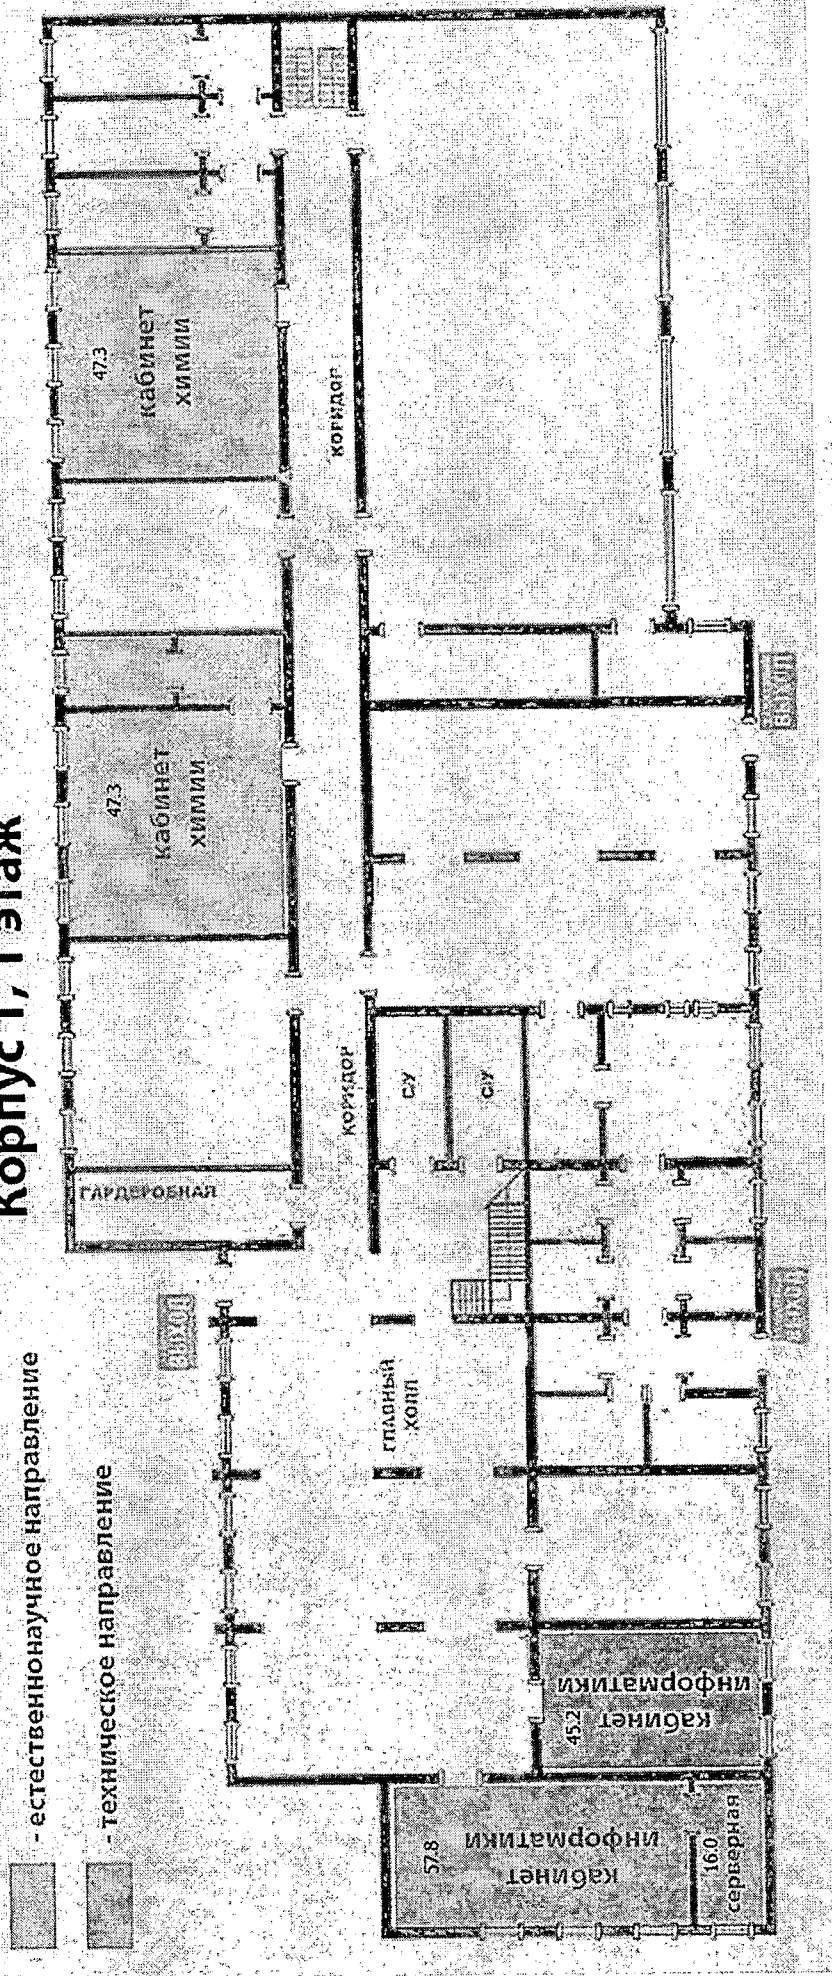 Корпус 1, 1 этаж
- естественнонаучное направление
- техническое направление
47.3
кабинет
химии
47.3
кабинет
химии
КОРИДОР
КОРИДОР
ГАРДЕРОБНАЯ
С/У
С/У
ВЫХОД
ВЫХОД
ВЫХОД
ГЛАВНЫЙ
ХОЛЛ
45.2
кабинет
информатики
57.8
кабинет
информатики
16.0
серверная